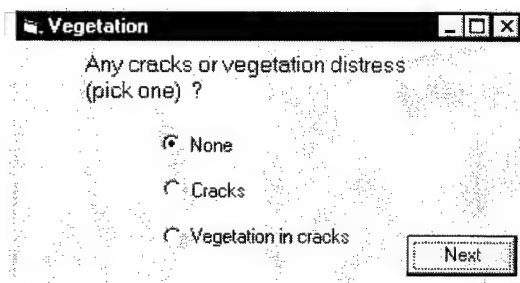 Vegetation
Any cracks or vegetation distress
(pick one) ?
None
Cracks
Vegetation in cracks
Next